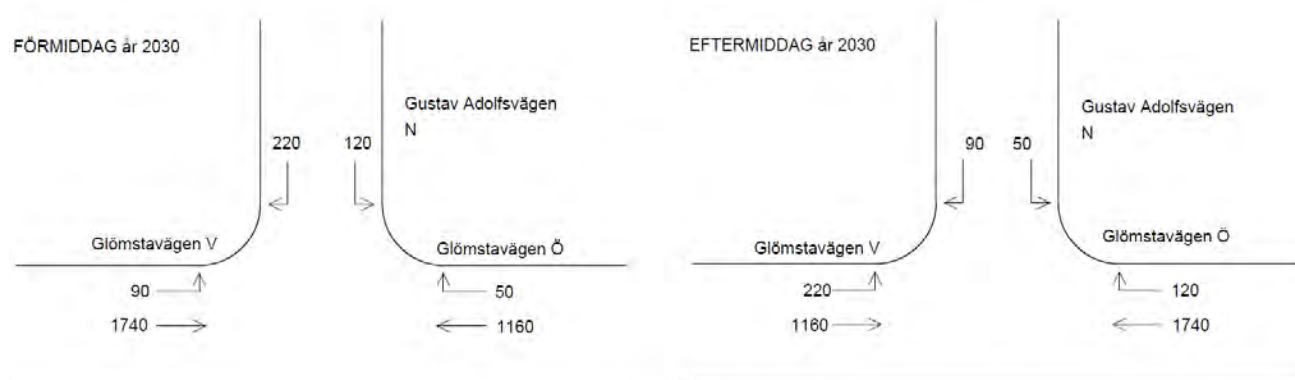 FÖRMIDDAG år 2030
Gustav Adolfsvägen
N
220
120
Glömstavägen V
Glömstavägen Ö
90
50
1740
1160
EFTERMIDDAG år 2030
Gustav Adolfsvägen
N
90
50
Glömstavägen V
Glömstavägen Ö
220
120
1160
1740